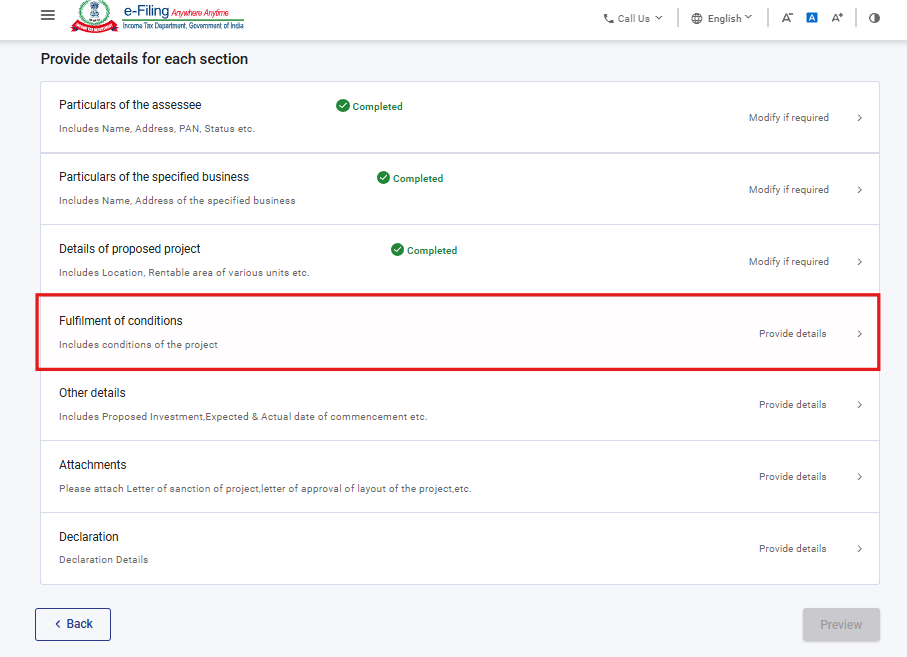 e-Filing Anywhere Anytime
Income Tax Department, Government of India
Call Us
English
A-
A
A+
Provide details for each section
Particulars of the assessee
Completed
Includes Name, Address, PAN, Status etc.
Modify if required
Particulars of the specified business
Completed
Includes Name, Address of the specified business
Modify if required
Details of proposed project
Completed
Includes Location, Rentable area of various units etc.
Modify if required
Fulfilment of conditions
Includes conditions of the project
Provide details
Other details
Includes Proposed Investment,Expected & Actual date of commencement etc.
Provide details
Attachments
Please attach Letter of sanction of project,letter of approval of layout of the project,etc.
Provide details
Declaration
Declaration Details
Provide details
Back
Preview